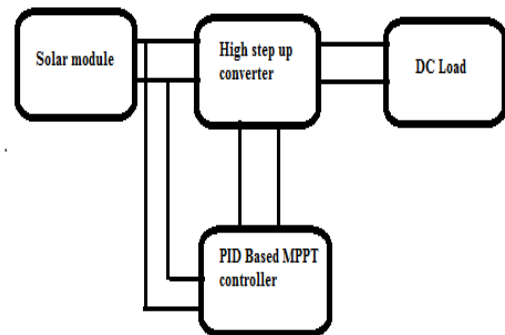 Solar module
High step up
converter
DC Load
PID Based MPPT
controller